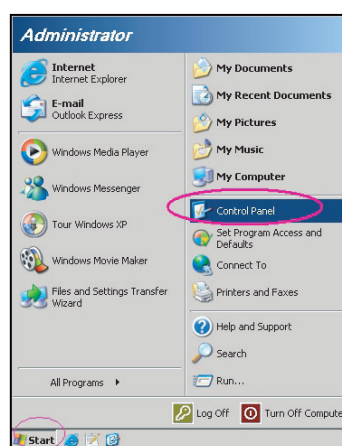 Administrator
Internet
Internet Explorer
E-mail
Outlook Express
Windows Media Player
Windows Messenger
Tour Windows XP
Windows Movie Maker
Files and Settings Transfer
Wizard
All Programs
My Documents
My Recent Documents
My Pictures
My Music
My Computer
Control Panel
Set Program Access and
Defaults
Connect To
Printers and Faxes
Help and Support
Search
Run...
Log Off
Turn Off Compute
Start